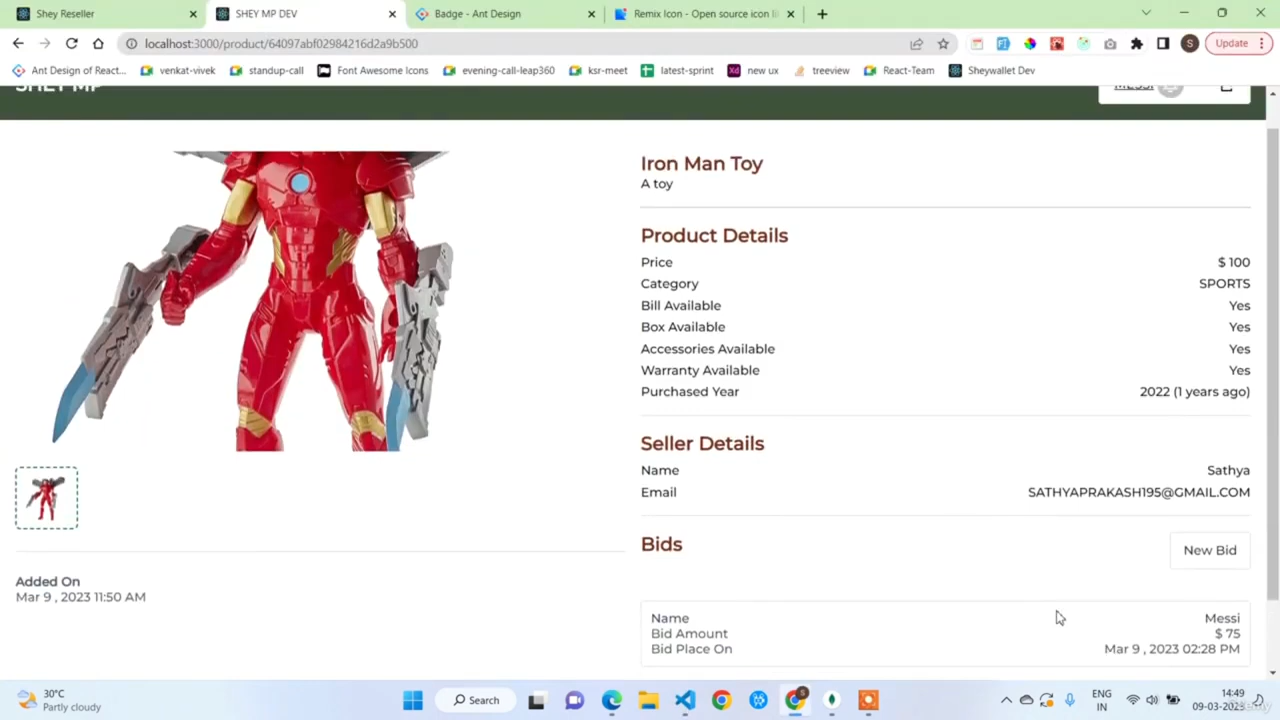 Shey Reseller
SHEY MP DEV
Badge - Ant Design
Remix Icon - Open source icon li
localhost:3000/product/64097abf02984216d2a9b500
S
Update
Ant Design of React...
venkat-vivek
standup-call
Font Awesome Icons
evening-call-leap360
ksr-meet
latest-sprint
Xd new ux
treeview
React-Team
Sheywallet Dev
SHEY MP
MESSI
Iron Man Toy
A toy
Product Details
Price $ 100
Category SPORTS
Bill Available Yes
Box Available Yes
Accessories Available Yes
Warranty Available Yes
Purchased Year 2022 (1 years ago)
Seller Details
Name Sathya
Email SATHYAPRAKASH195@GMAIL.COM
Bids
New Bid
Added On
Mar 9 , 2023 11:50 AM
Name Messi
Bid Amount $ 75
Bid Place On Mar 9 , 2023 02:28 PM
30°C
Partly cloudy
Search
ENG
IN
14:49
09-03-2023